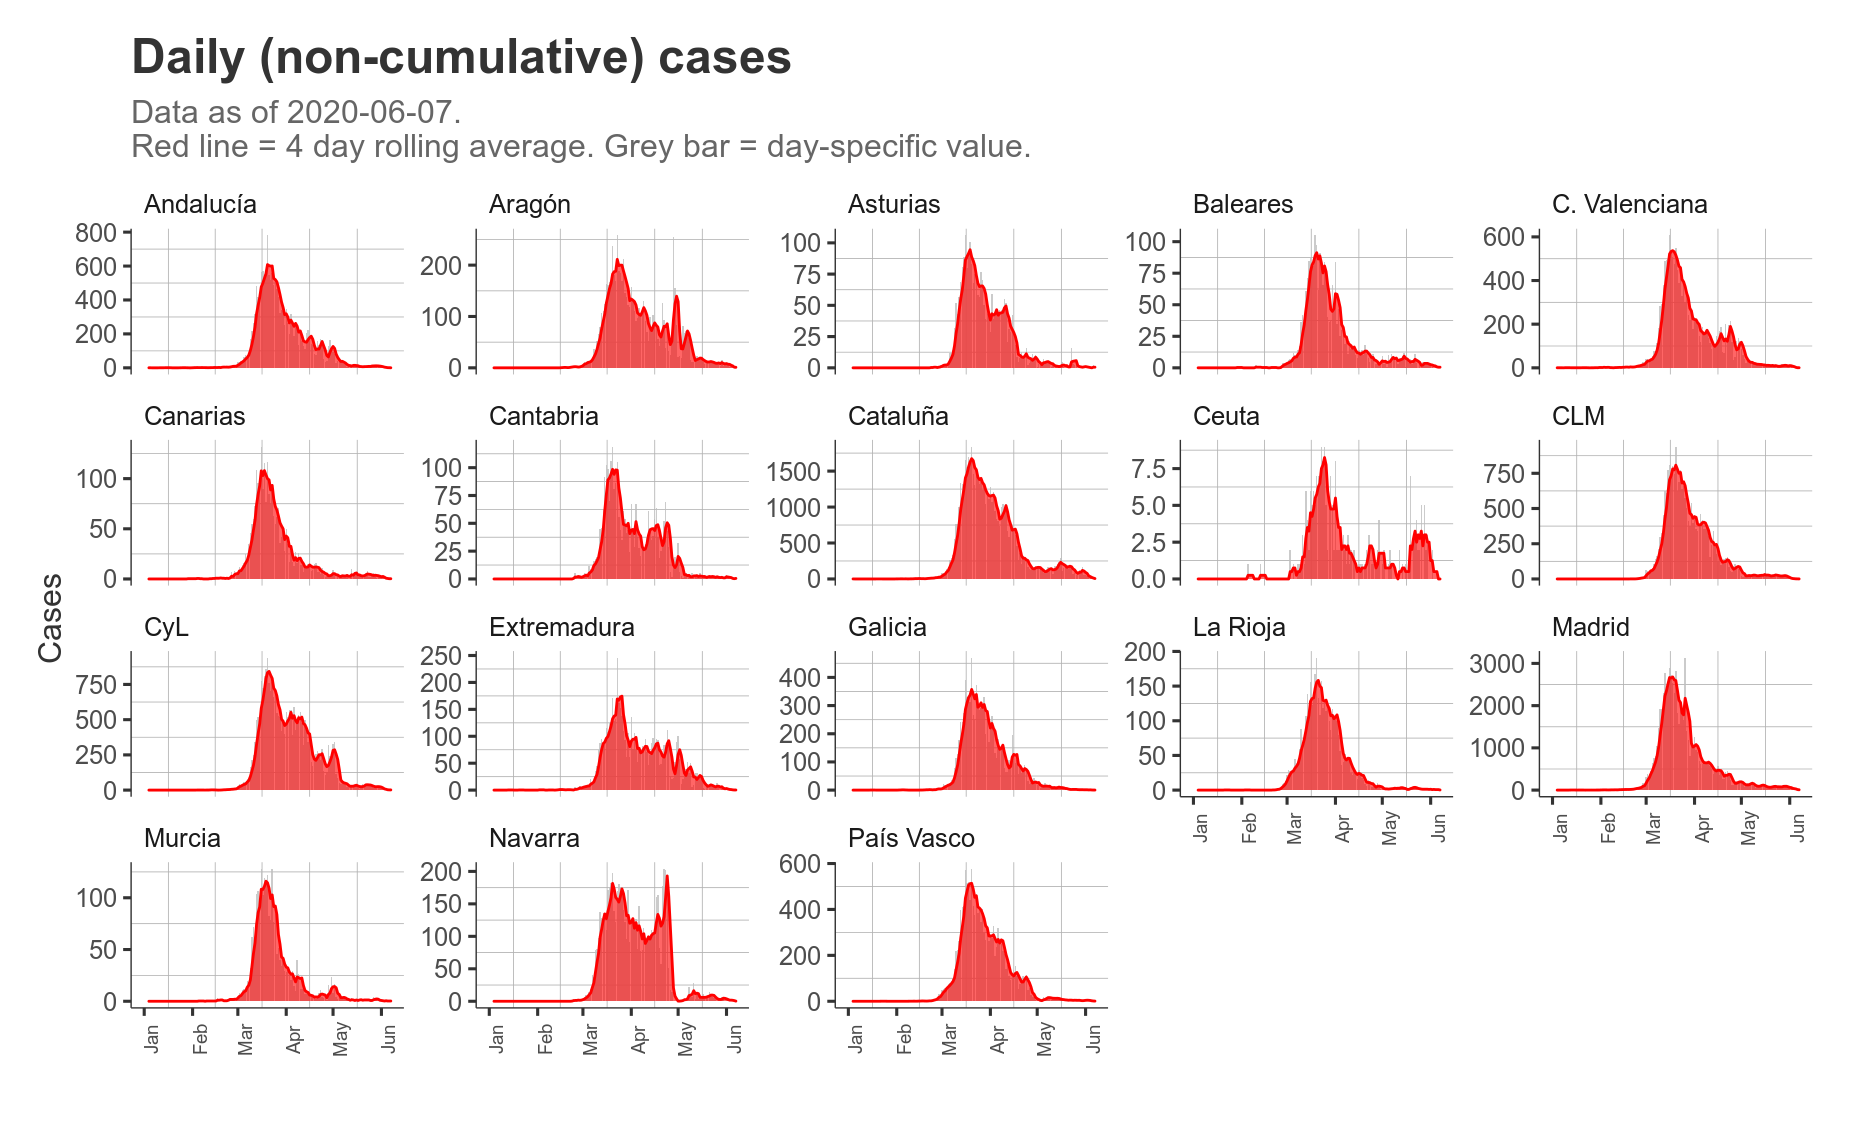 Daily (non-cumulative) cases
Data as of 2020-06-07.
Red line = 4 day rolling average. Grey bar = day-specific value.
Cases
Andalucía
800
600
400
200
0
Aragón
200
100
0
Asturias
100
75
50
25
0
Baleares
100
75
50
25
0
C. Valenciana
600
400
200
0
Canarias
100
50
0
Cantabria
100
75
50
25
0
Cataluña
1500
1000
500
0
Ceuta
7.5
5.0
2.5
0.0
CLM
750
500
250
0
CyL
750
500
250
0
Extremadura
250
200
150
100
50
0
Galicia
400
300
200
100
0
La Rioja
200
150
100
50
0
Jan Feb Mar Apr May Jun
Madrid
3000
2000
1000
0
Jan Feb Mar Apr May Jun
Murcia
100
50
0
Jan Feb Mar Apr May Jun
Navarra
200
150
100
50
0
Jan Feb Mar Apr May Jun
País Vasco
600
400
200
0
Jan Feb Mar Apr May Jun